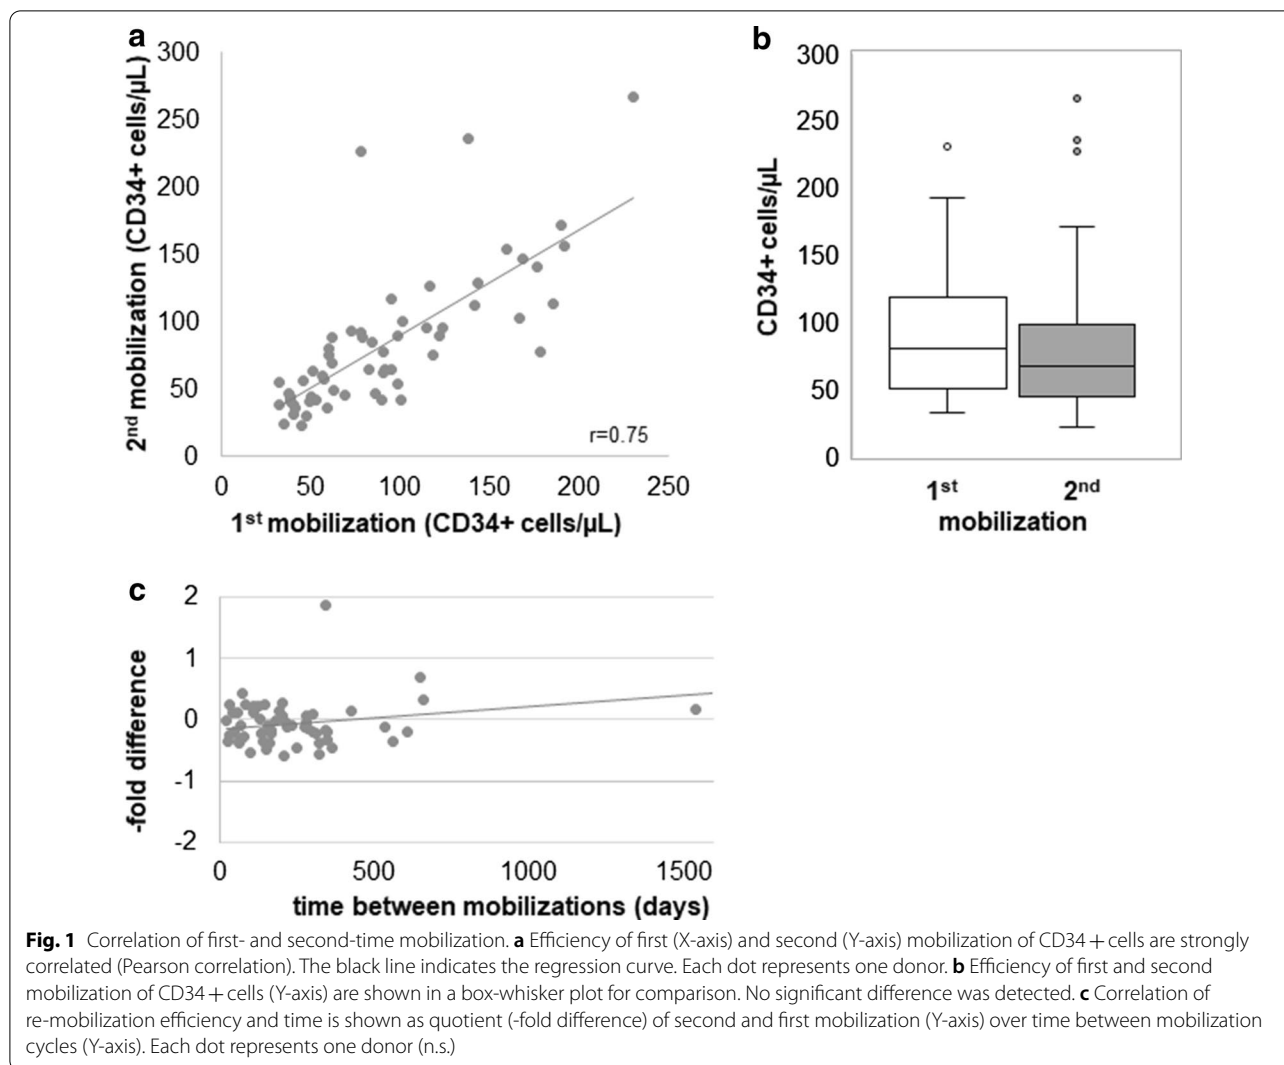 a
300
250
200
150
100
50
0
2nd mobilization (CD34+ cells/µL)
r=0.75
0 50 100 150 200 250
1st mobilization (CD34+ cells/µL)
b
300
250
200
150
100
50
0
CD34+ cells/µL
1st 2nd
mobilization
c
2
1
0
-1
-2
-fold difference
0 500 1000 1500
time between mobilizations (days)
Fig. 1 Correlation of first- and second-time mobilization. a Efficiency of first (X-axis) and second (Y-axis) mobilization of CD34 + cells are strongly
correlated (Pearson correlation). The black line indicates the regression curve. Each dot represents one donor. b Efficiency of first and second
mobilization of CD34 + cells (Y-axis) are shown in a box-whisker plot for comparison. No significant difference was detected. c Correlation of
re-mobilization efficiency and time is shown as quotient (-fold difference) of second and first mobilization (Y-axis) over time between mobilization
cycles (Y-axis). Each dot represents one donor (n.s.)